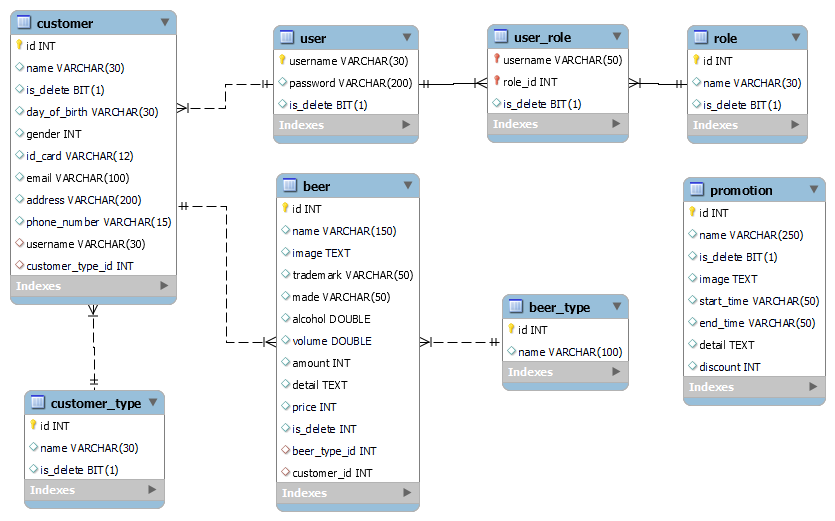 customer
id INT
name VARCHAR(30)
is_delete BIT(1)
day_of_birth VARCHAR(30)
gender INT
id_card VARCHAR(12)
email VARCHAR(100)
address VARCHAR(200)
phone_number VARCHAR(15)
username VARCHAR(30)
customer_type_id INT
Indexes
user
username VARCHAR(30)
password VARCHAR(200)
is_delete BIT(1)
Indexes
user_role
username VARCHAR(50)
role_id INT
is_delete BIT(1)
Indexes
role
id INT
name VARCHAR(30)
is_delete BIT(1)
Indexes
beer
id INT
name VARCHAR(150)
image TEXT
trademark VARCHAR(50)
made VARCHAR(50)
alcohol DOUBLE
volume DOUBLE
amount INT
detail TEXT
price INT
is_delete INT
beer_type_id INT
customer_id INT
Indexes
promotion
id INT
name VARCHAR(250)
is_delete BIT(1)
image TEXT
start_time VARCHAR(50)
end_time VARCHAR(50)
detail TEXT
discount INT
Indexes
beer_type
id INT
name VARCHAR(100)
Indexes
customer_type
id INT
name VARCHAR(30)
is_delete BIT(1)
Indexes